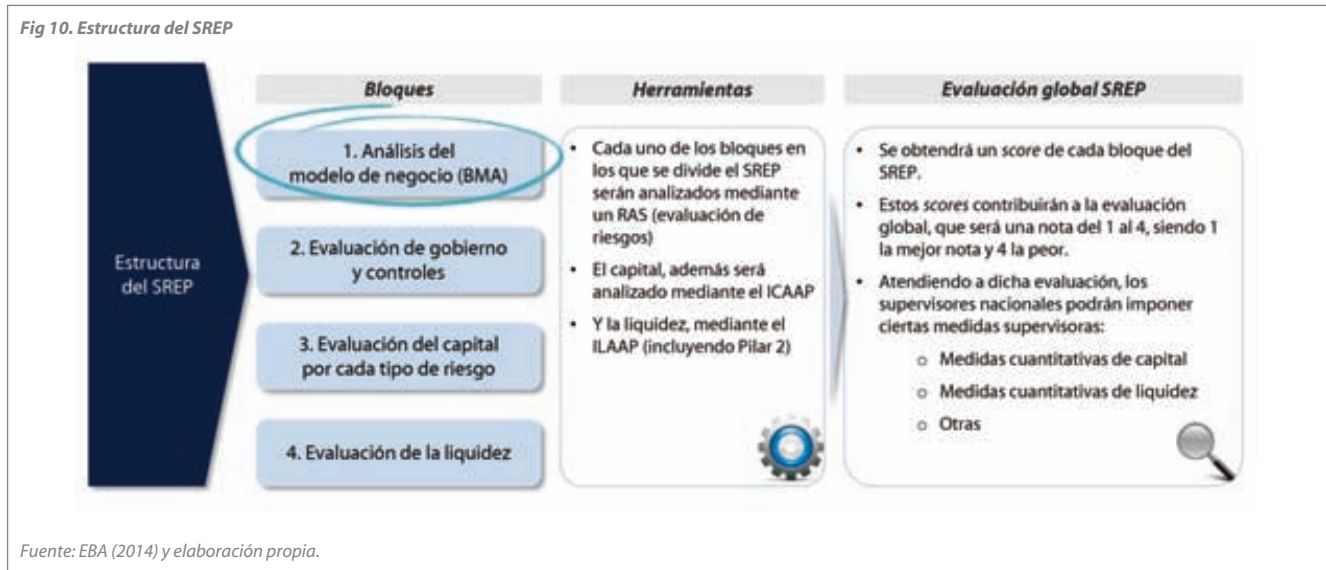 Fig 10. Estructura del SREP
Estructura
del SREP
Bloques
1. Análisis del
modelo de negocio (BMA)
2. Evaluación de gobierno
y controles
3. Evaluación del capital
por cada tipo de riesgo
4. Evaluación de la liquidez
Herramientas
• Cada uno de los bloques en
los que se divide el SREP
serán analizados mediante
un RAS (evaluación de
riesgos)
• El capital, además será
analizado mediante el ICAAP
• Y la liquidez, mediante el
ILAAP (incluyendo Pilar 2)
Evaluación global SREP
• Se obtendrá un score de cada bloque del
SREP.
• Estos scores contribuirán a la evaluación
global, que será una nota del 1 al 4, siendo 1
la mejor nota y 4 la peor.
• Atendiendo a dicha evaluación, los
supervisores nacionales podrán imponer
ciertas medidas supervisoras:
o Medidas cuantitativas de capital
o Medidas cuantitativas de liquidez
o Otras
Fuente: EBA (2014) y elaboración propia.